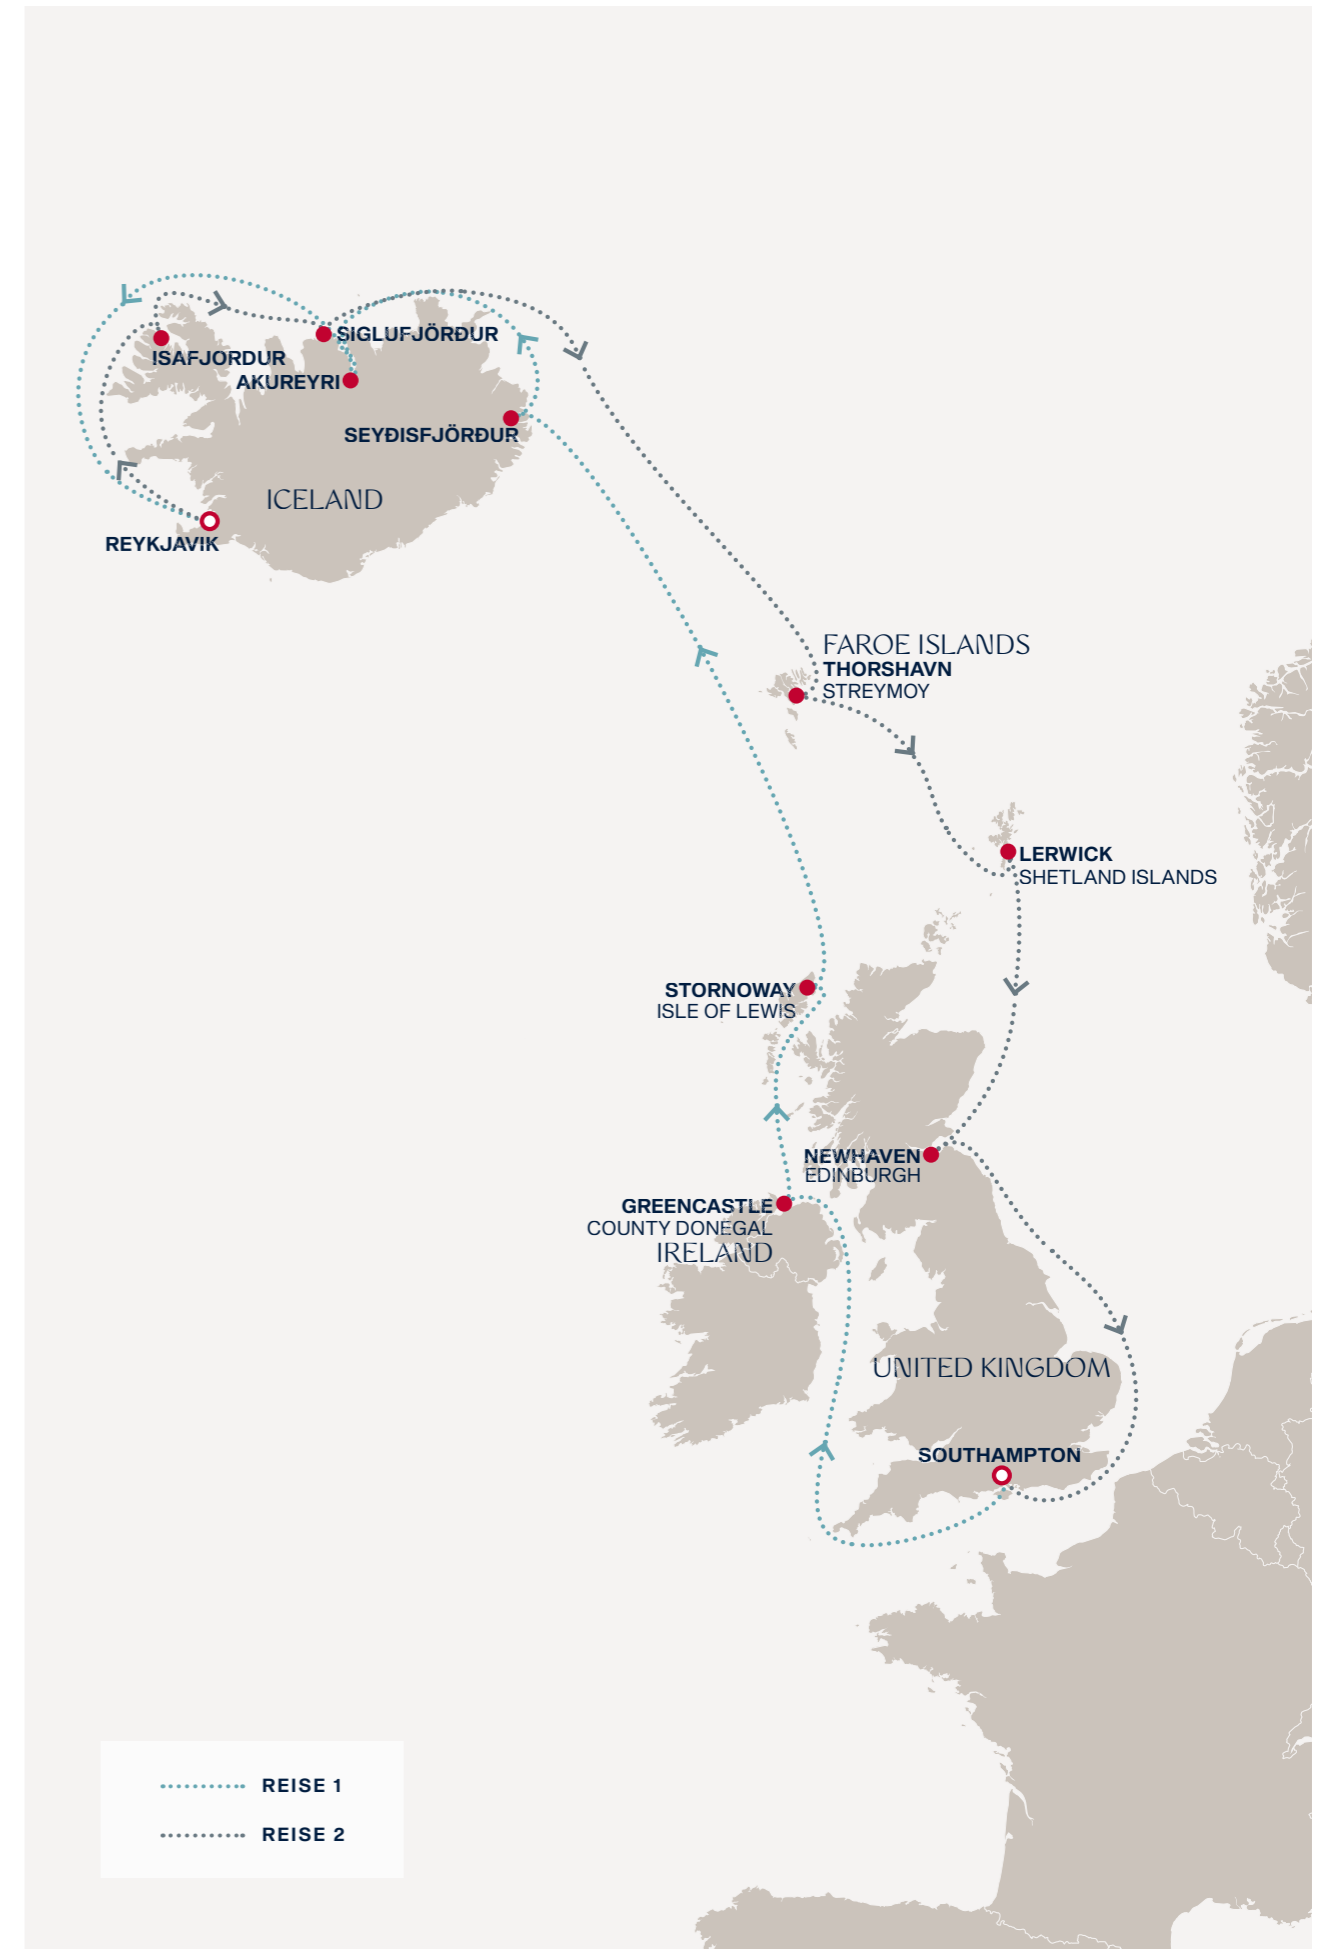 SIGLUFJÖRÐUR
ISAFJORDUR
AKUREYRI
SEYÐISFJÖRÐUR
ICELAND
REYKJAVIK
FAROE ISLANDS
THORSHAVN
STREYMOY
LERWICK
SHETLAND ISLANDS
STORNOWAY
ISLE OF LEWIS
NEWHAVEN
EDINBURGH
GREENCASTLE
COUNTY DONEGAL
IRELAND
UNITED KINGDOM
SOUTHAMPTON
REISE 1
REISE 2